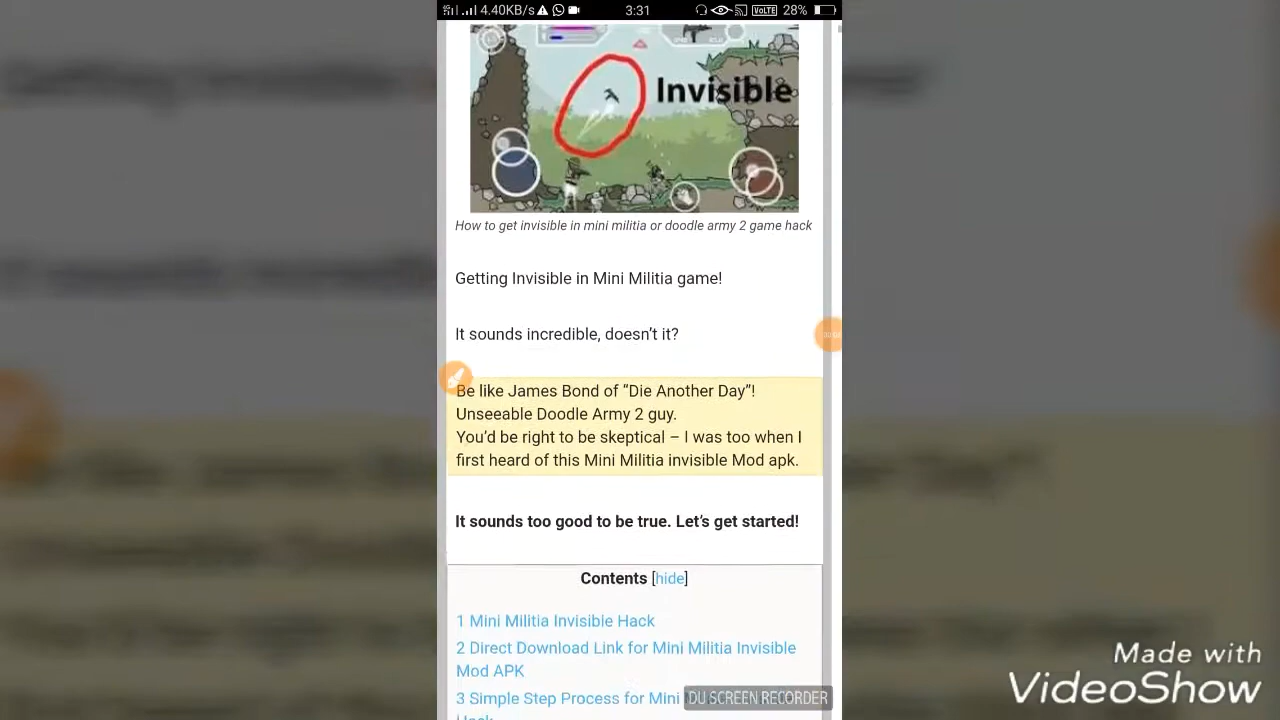 4.40KB/s 3:31 VoLTE 28%
Invisible
How to get invisible in mini militia or doodle army 2 game hack
Getting Invisible in Mini Militia game!
It sounds incredible, doesn't it?
Be like James Bond of “Die Another Day”!
Unseeable Doodle Army 2 guy.
You’d be right to be skeptical – I was too when I
first heard of this Mini Militia invisible Mod apk.
It sounds too good to be true. Let’s get started!
Contents [hide]
1 Mini Militia Invisible Hack
2 Direct Download Link for Mini Militia Invisible
Mod APK
3 Simple Step Process for Mini
DU SCREEN RECORDER
Made with
VideoShow